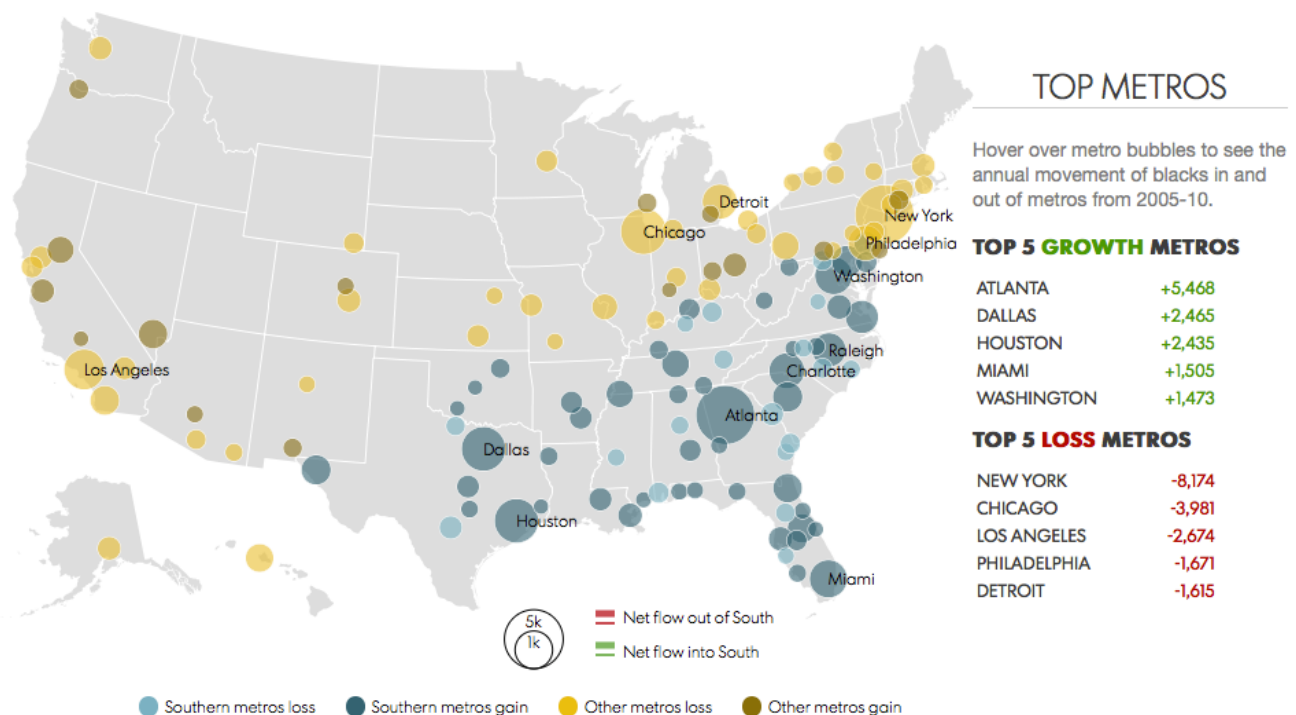 TOP METROS
Hover over metro bubbles to see the
annual movement of blacks in and
out of metros from 2005-10.
TOP 5 GROWTH METROS
ATLANTA +5,468
DALLAS +2,465
HOUSTON +2,435
MIAMI +1,505
WASHINGTON +1,473
TOP 5 LOSS METROS
NEW YORK -8,174
CHICAGO -3,981
LOS ANGELES -2,674
PHILADELPHIA -1,671
DETROIT -1,615
Detroit
New York
Chicago
Philadelphia
Washington
Raleigh
Los Angeles
Charlotte
Atlanta
Dallas
Houston
Miami
5k
1k
Net flow out of South
Net flow into South
Southern metros loss
Southern metros gain
Other metros loss
Other metros gain